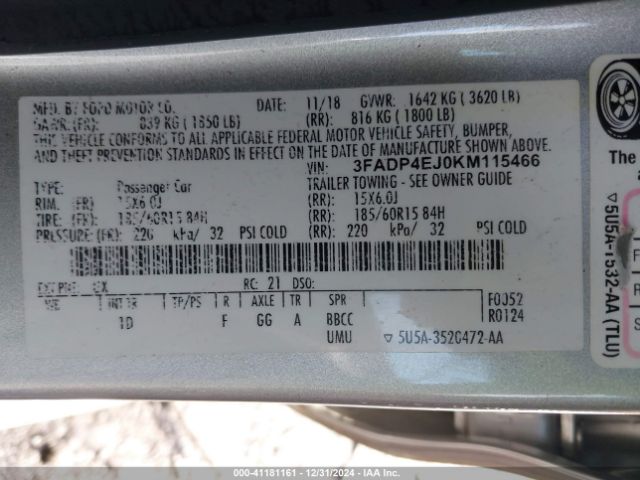 MFD. BY FORD MOTOR CO. DATE: 11/18 GVWR: 1642 KG ( 3620 LB)
GAWR: (FR): 839 KG ( 1850 LB) (RR): 816 KG ( 1800 LB)
THIS VEHICLE CONFORMS TO ALL APPLICABLE FEDERAL MOTOR VEHICLE SAFETY, BUMPER,
AND THEFT PREVENTION STANDARDS IN EFFECT ON THE DATE OF MANUFACTURE SHOWN ABOVE.
VIN: 3FADP4EJ0KM115466
TYPE: Passenger Car TRAILER TOWING - SEE OWNER GUIDE
RIM: (FR) 15X6.0J (RR): 15X6.0J
TIRE: (FR) 185/60R15 84H (RR): 185/60R15 84H
PRESSURE: (FR): 220 kPa/ 32 PSI COLD (RR): 220 kPa/ 32 PSI COLD
EXT PNT: RC: 21 DSO:
INT TR TP/PS R AXLE TR SPR F0052
1D F GG A BBCC R0124
UMU ▽ 5U5A-3520472-AA
The
a
▽5U5A-1532-AA (TLU)
F
R
S
000-41181161 - 12/31/2024 - IAA Inc.